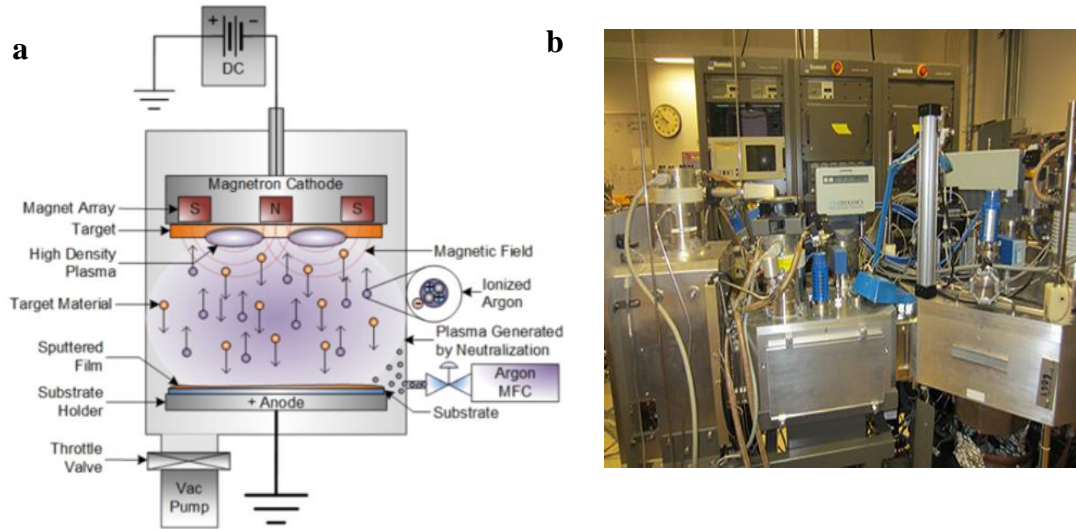 a
b
+
−
DC
Magnetron Cathode
S
N
S
Magnet Array
Target
High Density
Plasma
Magnetic Field
Ionized
Argon
Target Material
Plasma Generated
by Neutralization
Sputtered
Film
Argon
MFC
Substrate
Holder
+ Anode
Substrate
Throttle
Valve
Vac
Pump